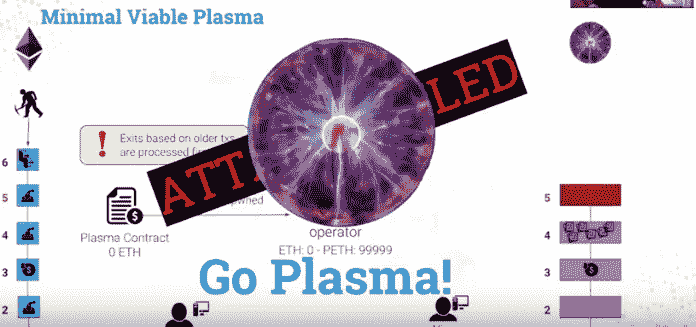 Minimal Viable Plasma
LED
Exits based on older txs
are processed
ATT
6
5
5
Plasma Contract
0 ETH
operator
ETH: 0 - PETH: 99999
4
4
Go Plasma!
3
3
2
2